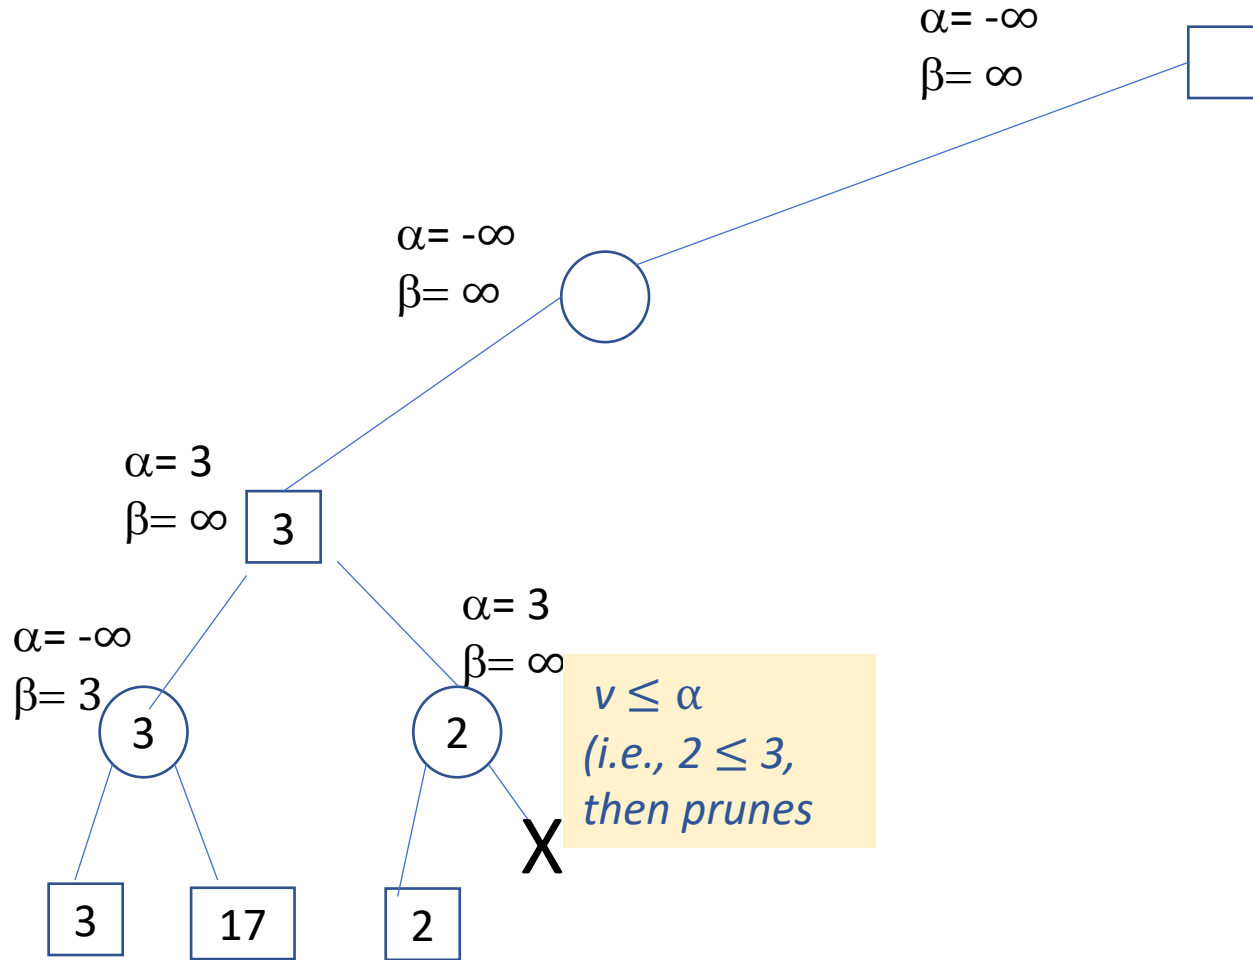 α= -∞
β= ∞
α= -∞
β= ∞
α= 3
β= ∞
3
α= -∞
β= 3
3
α= 3
β= ∞
2
v ≤ α
(i.e., 2 ≤ 3,
then prunes
X
3
17
2